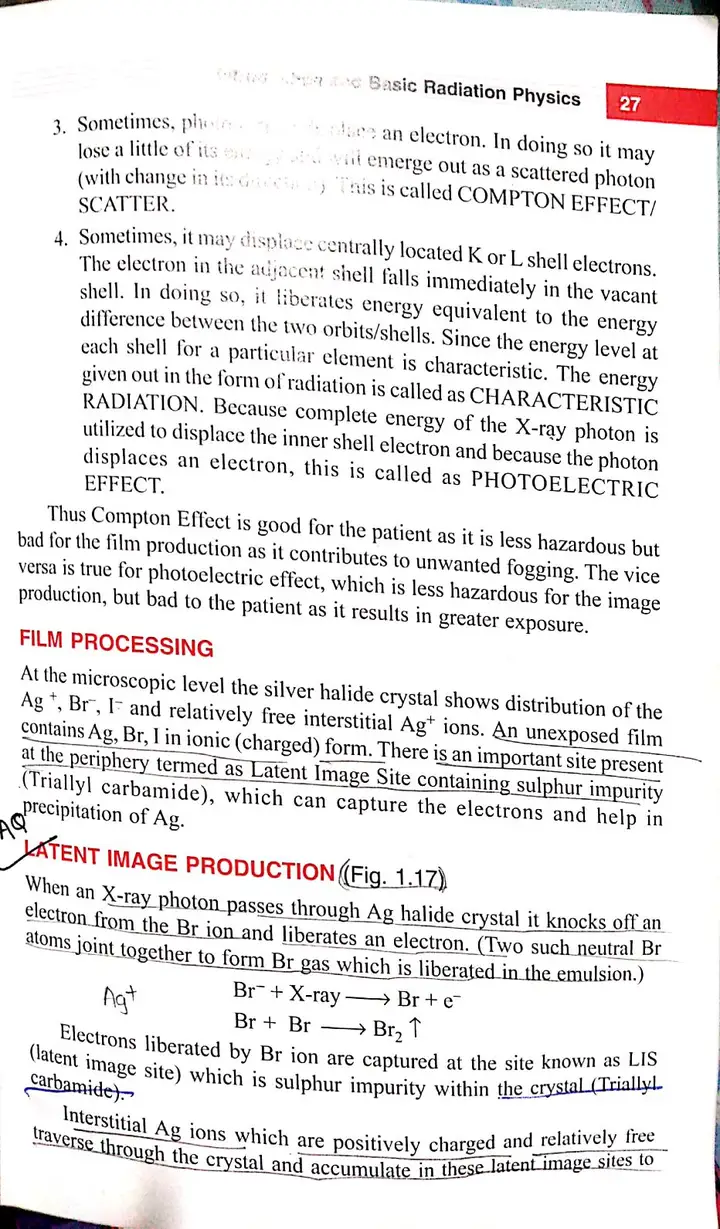 Basic Radiation Physics 27
3. Sometimes, an electron. In doing so it may
lose a little of its emerge out as a scattered photon
(with change in its This is called COMPTON EFFECT/
SCATTER.
4. Sometimes, it may displace centrally located K or L shell electrons.
The electron in the adjacent shell falls immediately in the vacant
shell. In doing so, it liberates energy equivalent to the energy
difference between the two orbits/shells. Since the energy level at
each shell for a particular element is characteristic. The energy
given out in the form of radiation is called as CHARACTERISTIC
RADIATION. Because complete energy of the X-ray photon is
utilized to displace the inner shell electron and because the photon
displaces an electron, this is called as PHOTOELECTRIC
EFFECT.
Thus Compton Effect is good for the patient as it is less hazardous but
bad for the film production as it contributes to unwanted fogging. The vice
versa is true for photoelectric effect, which is less hazardous for the image
production, but bad to the patient as it results in greater exposure.
FILM PROCESSING
At the microscopic level the silver halide crystal shows distribution of the
Ag⁺, Br⁻, I⁻ and relatively free interstitial Ag⁺ ions. An unexposed film
contains Ag, Br, I in ionic (charged) form. There is an important site present
at the periphery termed as Latent Image Site containing sulphur impurity
(Triallyl carbamide), which can capture the electrons and help in
precipitation of Ag.
AQ
LATENT IMAGE PRODUCTION (Fig. 1.17)
When an X-ray photon passes through Ag halide crystal it knocks off an
electron from the Br ion and liberates an electron. (Two such neutral Br
atoms joint together to form Br gas which is liberated in the emulsion.)
Ag⁺ Br⁻ + X-ray ⟶ Br + e⁻
Br + Br ⟶ Br₂ ↑
Electrons liberated by Br ion are captured at the site known as LIS
(latent image site) which is sulphur impurity within the crystal (Triallyl
carbamide).
Interstitial Ag ions which are positively charged and relatively free
traverse through the crystal and accumulate in these latent image sites to